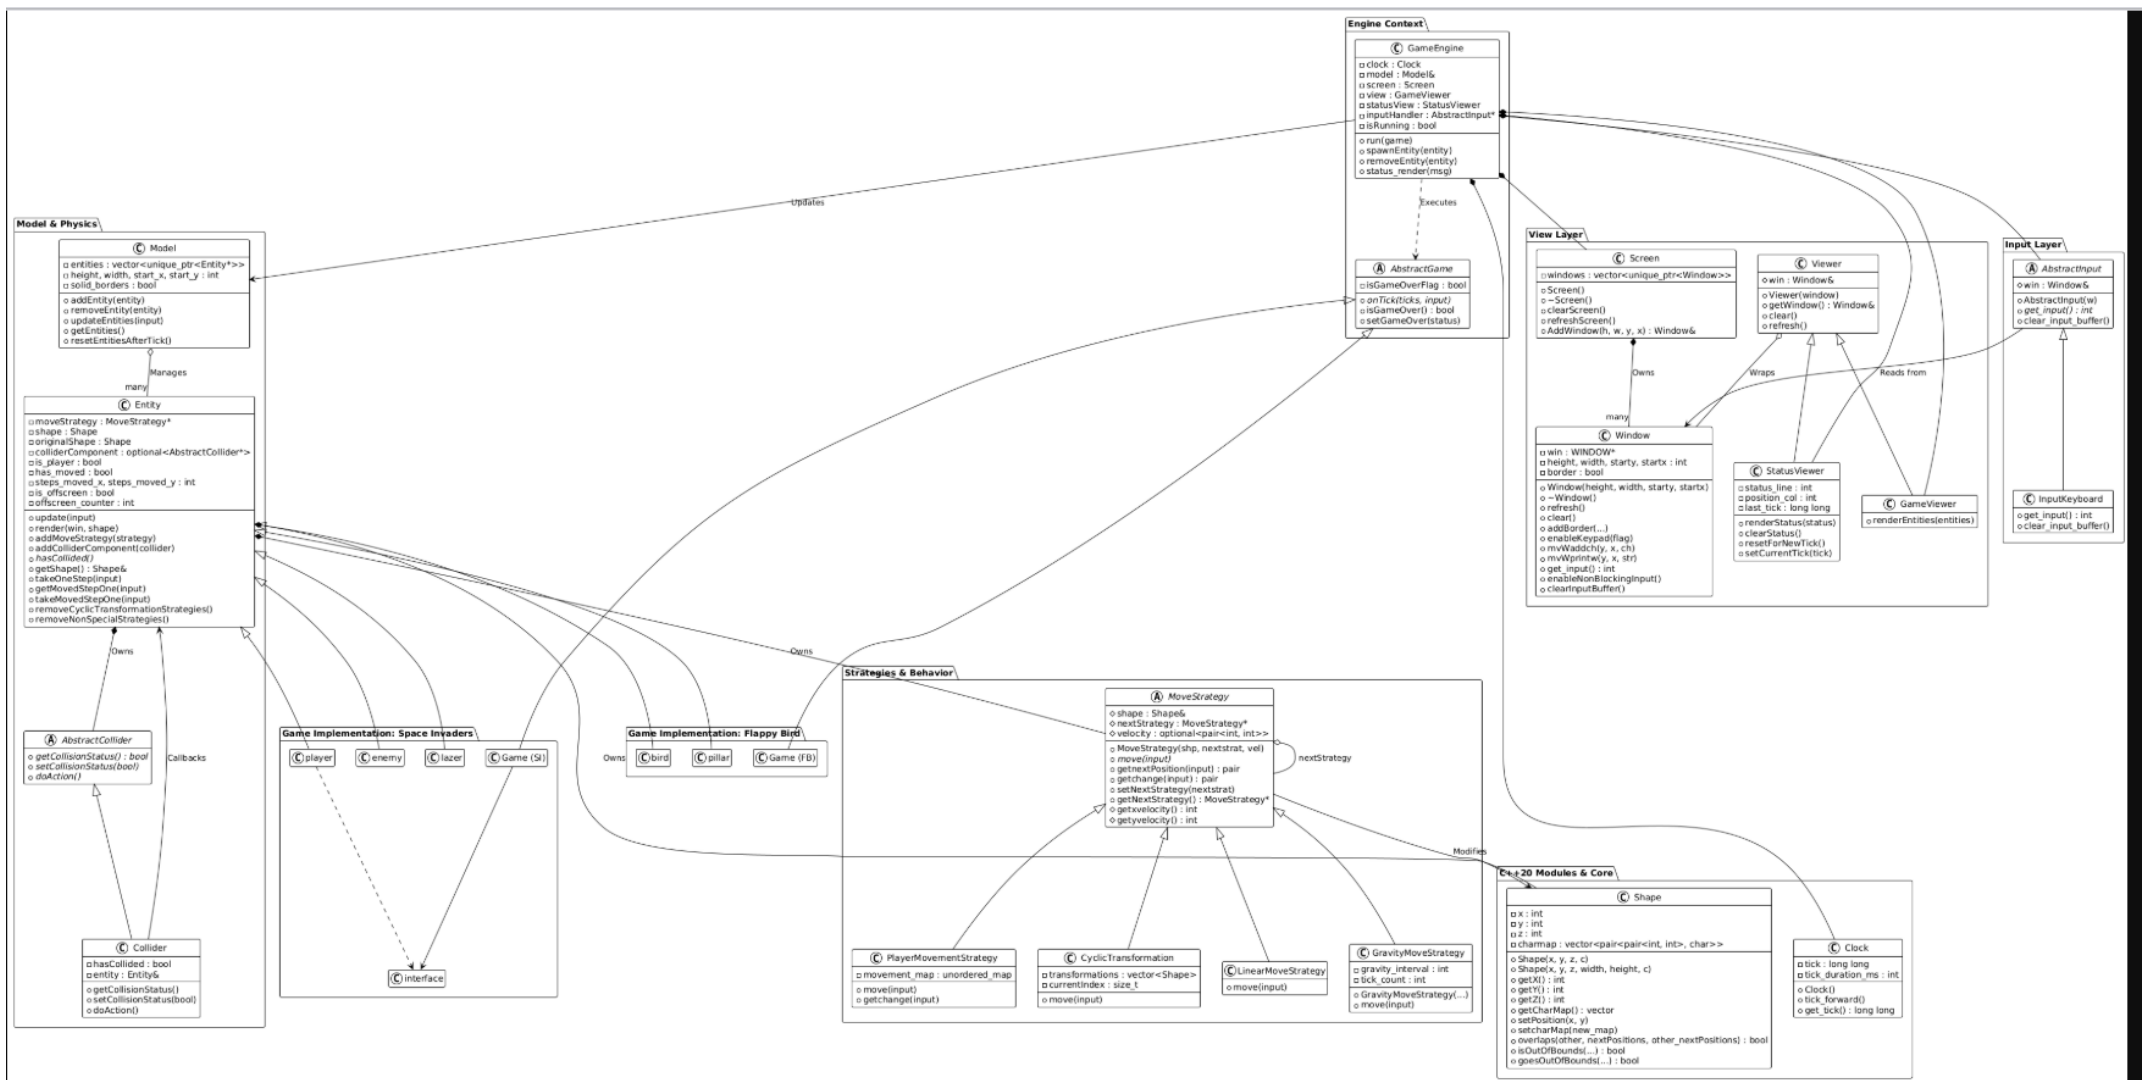 Engine Context
C GameEngine
clock : Clock
model : Model&
screen : Screen
view : GameViewer
statusView : StatusViewer
inputHandler : AbstractInput*
isRunning : bool
run(game)
spawnEntity(entity)
removeEntity(entity)
status_render(msg)
Updates
Executes
A AbstractGame
isGameOverFlag : bool
onTick(ticks, input)
isGameOver() : bool
setGameOver(status)
Model & Physics
C Model
entities : vector<unique_ptr<Entity*>>
height, width, start_x, start_y : int
solid_borders : bool
addEntity(entity)
removeEntity(entity)
updateEntities(input)
getEntities()
resetEntitiesAfterTick()
Manages
many
C Entity
moveStrategy : MoveStrategy*
shape : Shape
originalShape : Shape
colliderComponent : optional<AbstractCollider*>
is_player : bool
has_moved : bool
steps_moved_x, steps_moved_y : int
is_offscreen : bool
offscreen_counter : int
update(input)
render(win, shape)
addMoveStrategy(strategy)
addColliderComponent(collider)
hasCollided()
getShape() : Shape&
takeOneStep(input)
getMovedStepOne(input)
takeMovedStepOne(input)
removeCyclicTransformationStrategies()
removeNonSpecialStrategies()
Owns
Callbacks
A AbstractCollider
getCollisionStatus() : bool
setCollisionStatus(bool)
doAction()
C Collider
hasCollided : bool
entity : Entity&
getCollisionStatus()
setCollisionStatus(bool)
doAction()
View Layer
C Screen
windows : vector<unique_ptr<Window>>
Screen()
~Screen()
clearScreen()
refreshScreen()
AddWindow(h, w, y, x) : Window&
C Viewer
win : Window&
Viewer(window)
getWindow() : Window&
clear()
refresh()
Owns
many
Wraps
Reads from
C Window
win : WINDOW*
height, width, starty, startx : int
border : bool
Window(height, width, starty, startx)
~Window()
refresh()
clear()
addBorder(...)
enableKeypad(flag)
mvWaddch(y, x, ch)
mvWprintw(y, x, str)
get_input() : int
enableNonBlockingInput()
clearInputBuffer()
C StatusViewer
status_line : int
position_col : int
last_tick : long long
renderStatus(status)
clearStatus()
resetForNewTick()
setCurrentTick(tick)
C GameViewer
renderEntities(entities)
Input Layer
A AbstractInput
win : Window&
AbstractInput(w)
get_input() : int
clear_input_buffer()
C InputKeyboard
get_input() : int
clear_input_buffer()
Game Implementation: Space Invaders
C player
C enemy
C lazer
C Game (SI)
C interface
Owns
Game Implementation: Flappy Bird
C bird
C pillar
C Game (FB)
Owns
Strategies & Behavior
A MoveStrategy
shape : Shape&
nextStrategy : MoveStrategy*
velocity : optional<pair<int, int>>
MoveStrategy(shp, nextstrat, vel)
move(input)
getnextPosition(input) : pair
getchange(input) : pair
setNextStrategy(nextstrat)
getNextStrategy() : MoveStrategy*
getxvelocity() : int
getyvelocity() : int
nextStrategy
Modifies
C PlayerMovementStrategy
movement_map : unordered_map
move(input)
getchange(input)
C CyclicTransformation
transformations : vector<Shape>
currentIndex : size_t
move(input)
C LinearMoveStrategy
move(input)
C GravityMoveStrategy
gravity_interval : int
tick_count : int
GravityMoveStrategy(...)
move(input)
C++20 Modules & Core
C Shape
x : int
y : int
z : int
charmap : vector<pair<pair<int, int>, char>>
Shape(x, y, z, c)
Shape(x, y, z, width, height, c)
getX() : int
getY() : int
getZ() : int
getCharMap() : vector
setPosition(x, y)
setcharMap(new_map)
overlaps(other, nextPositions, other_nextPositions) : bool
isOutOfBounds(...) : bool
goesOutOfBounds(...) : bool
C Clock
tick : long long
tick_duration_ms : int
Clock()
tick_forward()
get_tick() : long long